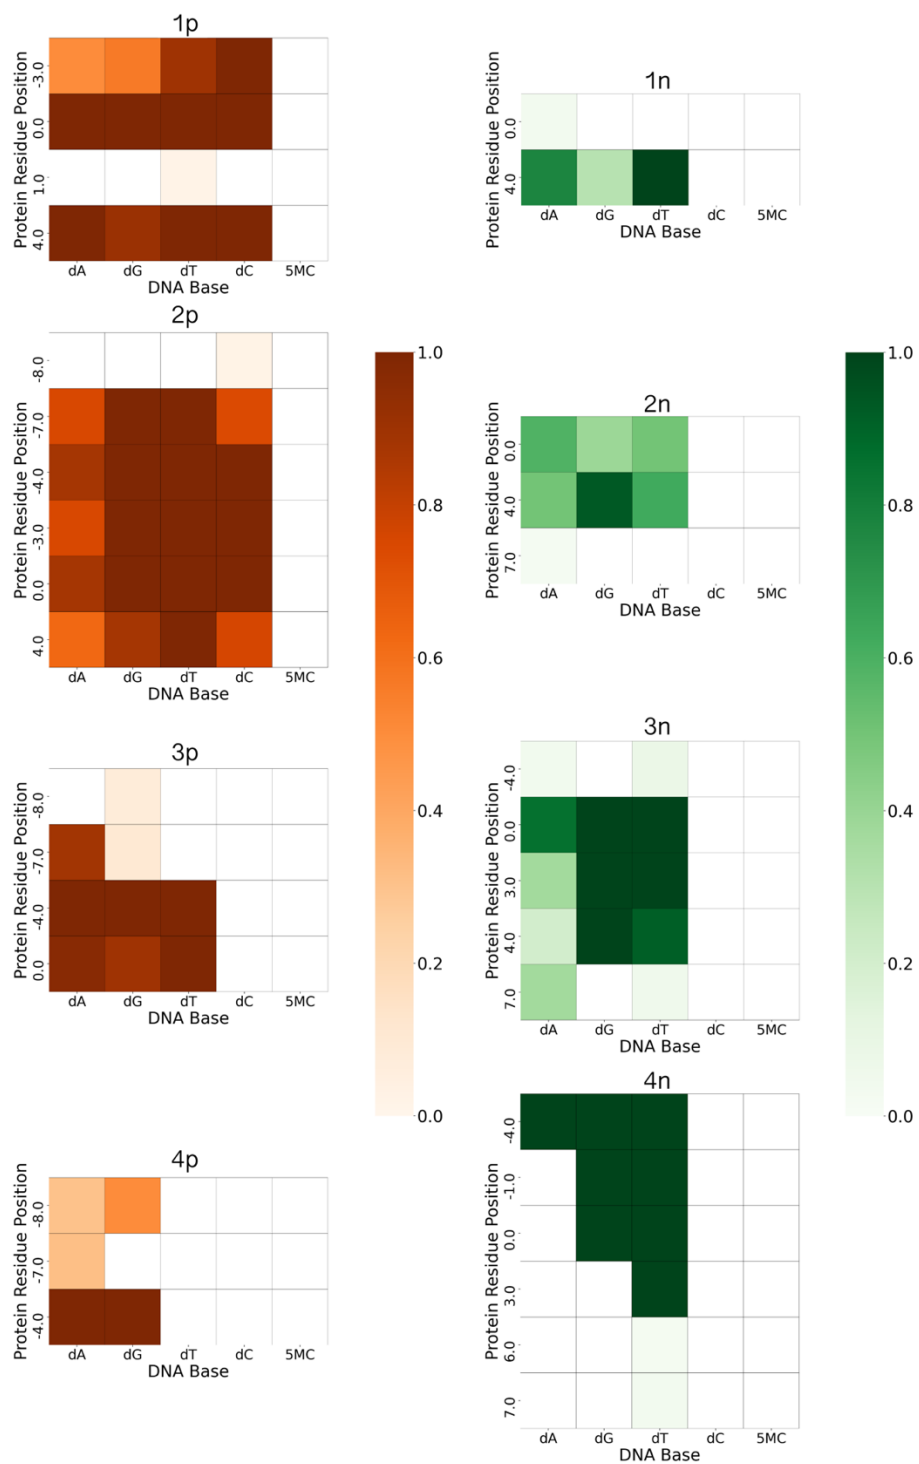 1p
Protein Residue Position
-3.0
0.0
1.0
4.0
dA dG dT dC 5MC
DNA Base
1n
Protein Residue Position
0.0
4.0
dA dG dT dC 5MC
DNA Base
2p
Protein Residue Position
-8.0
-7.0
-4.0
-3.0
0.0
4.0
dA dG dT dC 5MC
DNA Base
1.0
0.8
0.6
0.4
0.2
0.0
2n
Protein Residue Position
0.0
4.0
7.0
dA dG dT dC 5MC
DNA Base
1.0
0.8
0.6
0.4
0.2
0.0
3p
Protein Residue Position
-8.0
-7.0
-4.0
0.0
dA dG dT dC 5MC
DNA Base
3n
Protein Residue Position
-4.0
0.0
3.0
4.0
7.0
dA dG dT dC 5MC
DNA Base
4p
Protein Residue Position
-8.0
-7.0
-4.0
dA dG dT dC 5MC
DNA Base
4n
Protein Residue Position
-4.0
-1.0
0.0
3.0
6.0
7.0
dA dG dT dC 5MC
DNA Base